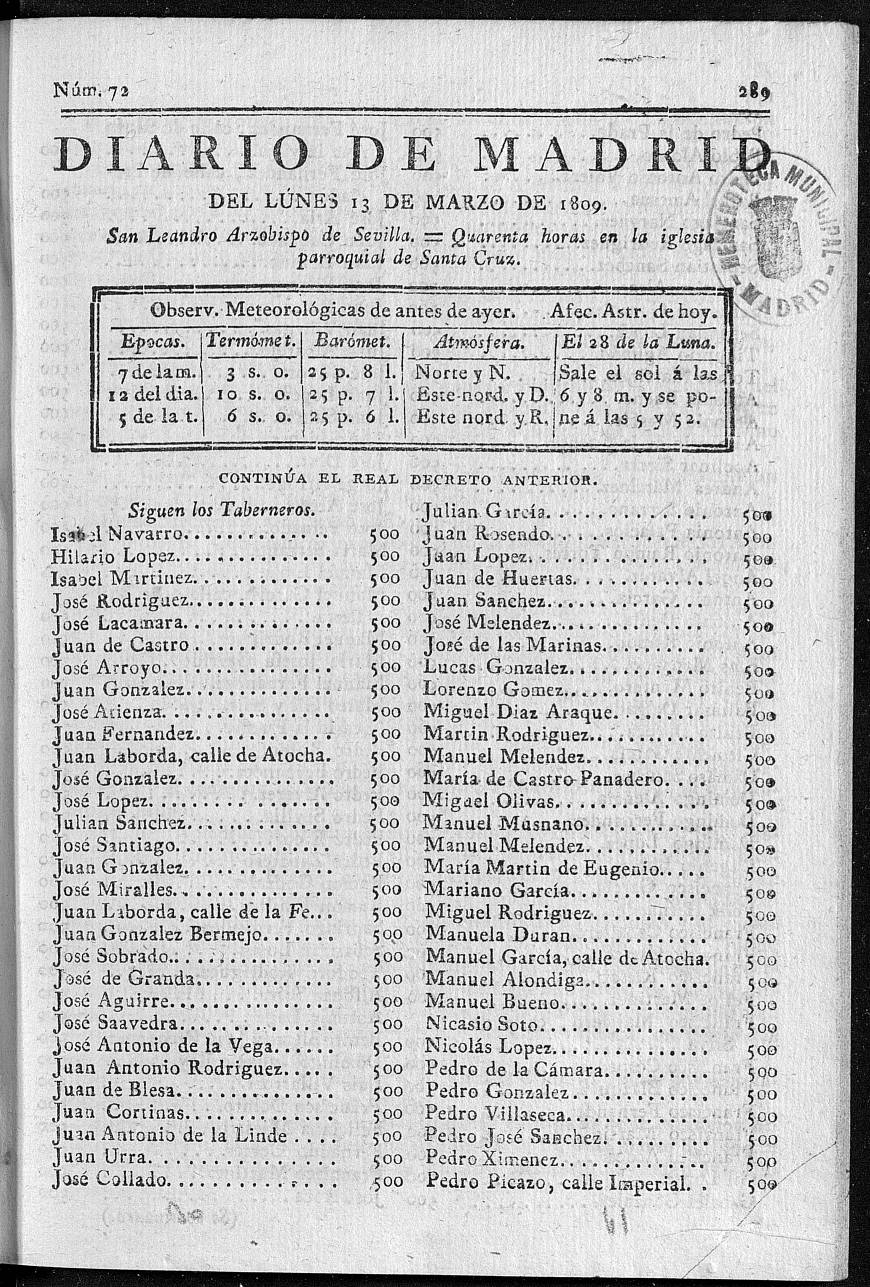 Núm. 72 289
DIARIO DE MADRID
DEL LÚNES 13 DE MARZO DE 1809.
San Leandro Arzobispo de Sevilla. = Quarenta horas en la iglesia
parroquial de Santa Cruz.
HEMEROTECA MUNICIPAL
MADRID
Observ. Meteorológicas de antes de ayer. Afec. Astr. de hoy.
Epocas. Termómet. Barómet. Atmósfera. El 28 de la Luna.
7 de la m. 3 s. o. 25 p. 8 l. Norte y N. Sale el sol á las
12 del dia. 10 s. o. 25 p. 7 l. Este nord. y D. 6 y 8 m. y se po-
5 de la t. 6 s. o. 25 p. 6 l. Este nord y R. ne á las 5 y 52.
CONTINÚA EL REAL DECRETO ANTERIOR.
Siguen los Taberneros.
Isabel Navarro. 500
Hilario Lopez. 500
Isabel Martinez. 500
José Rodriguez. 500
José Lacamara. 500
Juan de Castro 500
José Arroyo. 500
Juan Gonzalez. 500
José Atienza. 500
Juan Fernandez. 500
Juan Laborda, calle de Atocha. 500
José Gonzalez. 500
José Lopez. 500
Julian Sanchez. 500
José Santiago. 500
Juan Gonzalez. 500
José Miralles. 500
Juan Laborda, calle de la Fe. 500
Juan Gonzalez Bermejo. 500
José Sobrado. 500
José de Granda. 500
José Aguirre. 500
José Saavedra. 500
José Antonio de la Vega. 500
Juan Antonio Rodriguez. 500
Juan de Blesa. 500
Juan Cortinas. 500
Juan Antonio de la Linde 500
Juan Urra. 500
José Collado. 500
Julian García. 500
Juan Rosendo. 500
Juan Lopez. 500
Juan de Huertas. 500
Juan Sanchez. 500
José Melendez. 500
José de las Marinas. 500
Lucas Gonzalez. 500
Lorenzo Gomez. 500
Miguel Diaz Araque. 500
Martin Rodriguez. 500
Manuel Melendez. 500
María de Castro Panadero. 500
Miguel Olivas. 500
Manuel Musnano. 500
Manuel Melendez. 500
María Martin de Eugenio. 500
Mariano García. 500
Miguel Rodriguez. 500
Manuela Duran. 500
Manuel García, calle de Atocha. 500
Manuel Alondiga. 500
Manuel Bueno. 500
Nicasio Soto. 500
Nicolás Lopez. 500
Pedro de la Cámara. 500
Pedro Gonzalez. 500
Pedro Villaseca. 500
Pedro José Sanchez. 500
Pedro Ximenez. 500
Pedro Picazo, calle Imperial. 500